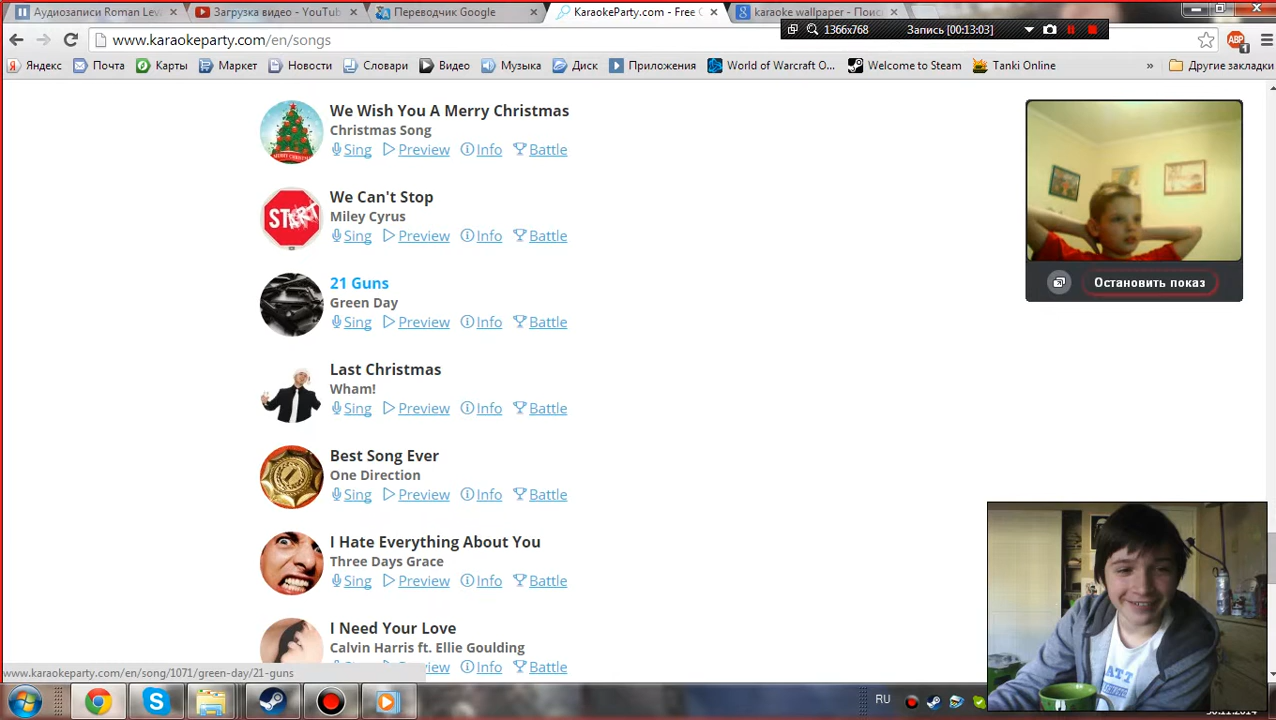 Аудиозаписи Roman Lev
Загрузка видео - YouTub
Переводчик Google
KaraokeParty.com - Free
karaoke wallpaper - Поис
1366x768
Запись [00:13:03]
www.karaokeparty.com/en/songs
ABP
1
Яндекс
Почта
Карты
Маркет
Новости
Словари
Видео
Музыка
Диск
Приложения
World of Warcraft O...
Welcome to Steam
Tanki Online
»
Другие закладки
We Wish You A Merry Christmas
Christmas Song
Sing Preview Info Battle
We Can't Stop
Miley Cyrus
Sing Preview Info Battle
21 Guns
Green Day
Sing Preview Info Battle
Остановить показ
Last Christmas
Wham!
Sing Preview Info Battle
Best Song Ever
One Direction
Sing Preview Info Battle
I Hate Everything About You
Three Days Grace
Sing Preview Info Battle
I Need Your Love
Calvin Harris ft. Ellie Goulding
Info Battle
www.karaokeparty.com/en/song/1071/green-day/21-guns
RU
30.11.2014